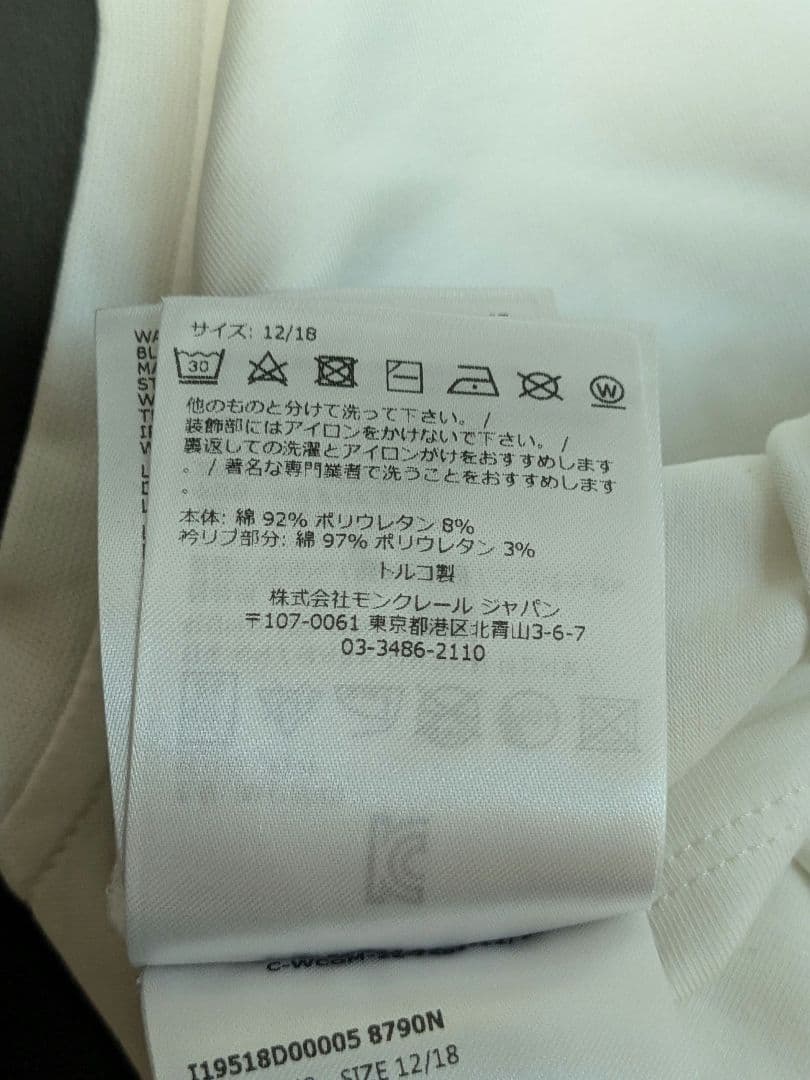 サイズ: 12/18
30
W
他のものと分けて洗って下さい。 /
装飾部にはアイロンをかけないで下さい。 /
裏返しての洗濯とアイロンがけをおすすめします
。 / 著名な専門業者で洗うことをおすすめします
。
本体: 綿 92% ポリウレタン 8%
衿リブ部分: 綿 97% ポリウレタン 3%
トルコ製
株式会社モンクレール ジャパン
〒107-0061 東京都港区北青山3-6-7
03-3486-2110
I19518D00005 8790N
SIZE 12/18